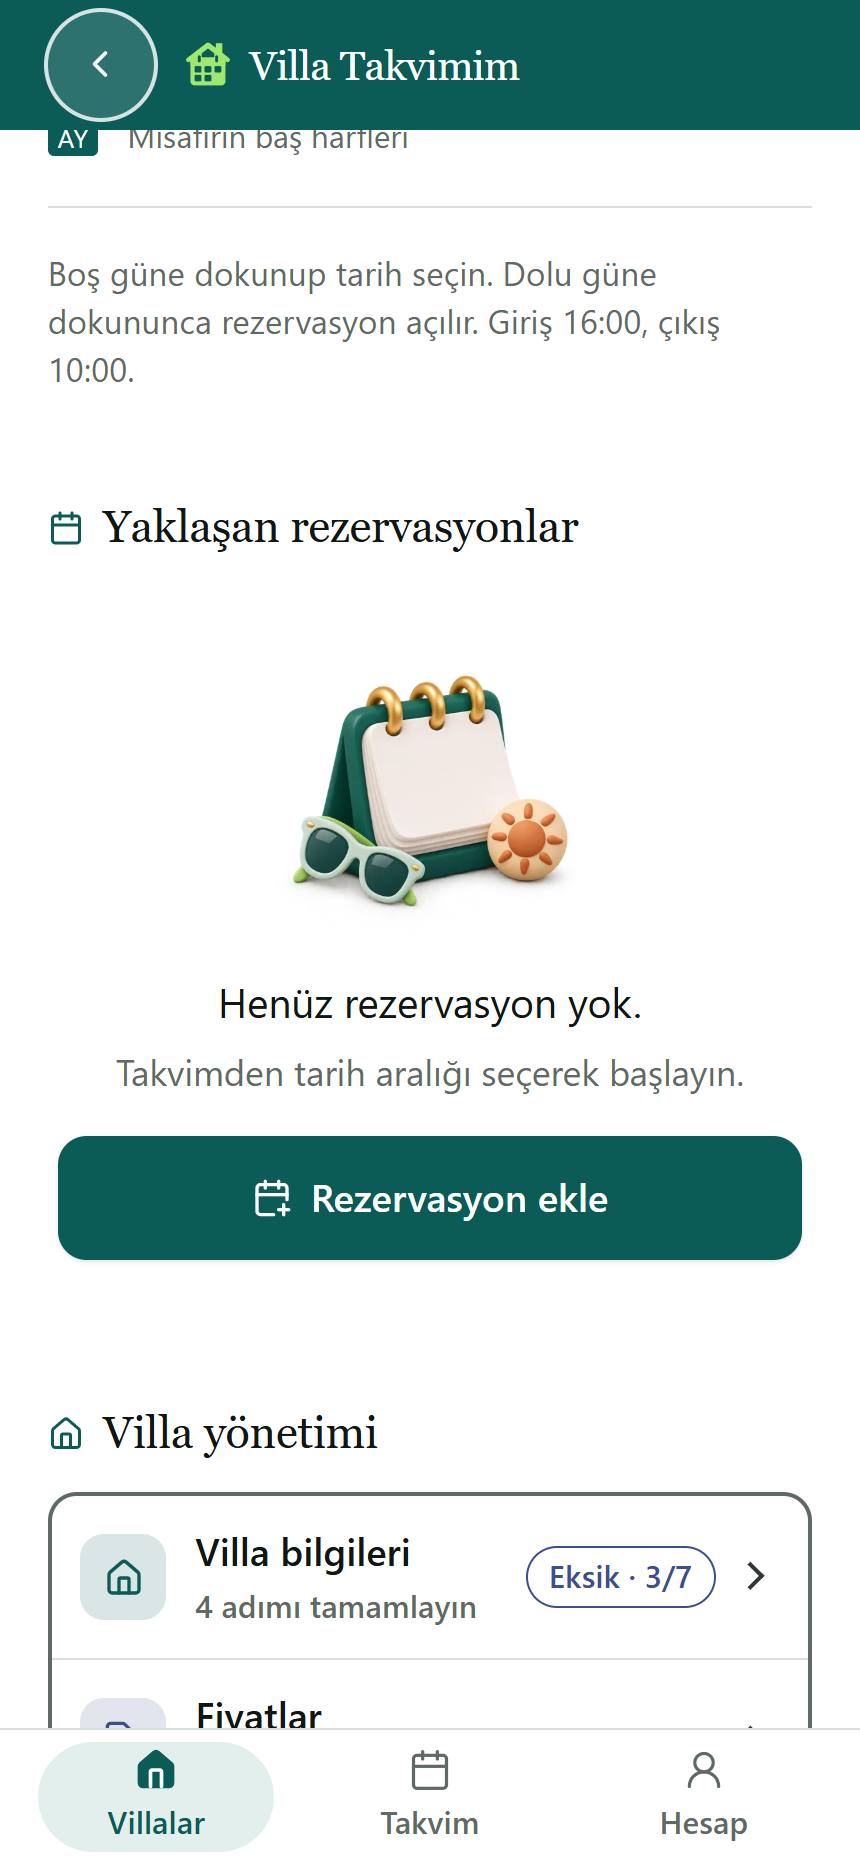 Villa Takvimim
AY Misafirin baş harfleri
Boş güne dokunup tarih seçin. Dolu güne
dokununca rezervasyon açılır. Giriş 16:00, çıkış
10:00.
Yaklaşan rezervasyonlar
Henüz rezervasyon yok.
Takvimden tarih aralığı seçerek başlayın.
Rezervasyon ekle
Villa yönetimi
Villa bilgileri
4 adımı tamamlayın
Eksik · 3/7
Fiyatlar
Villalar
Takvim
Hesap